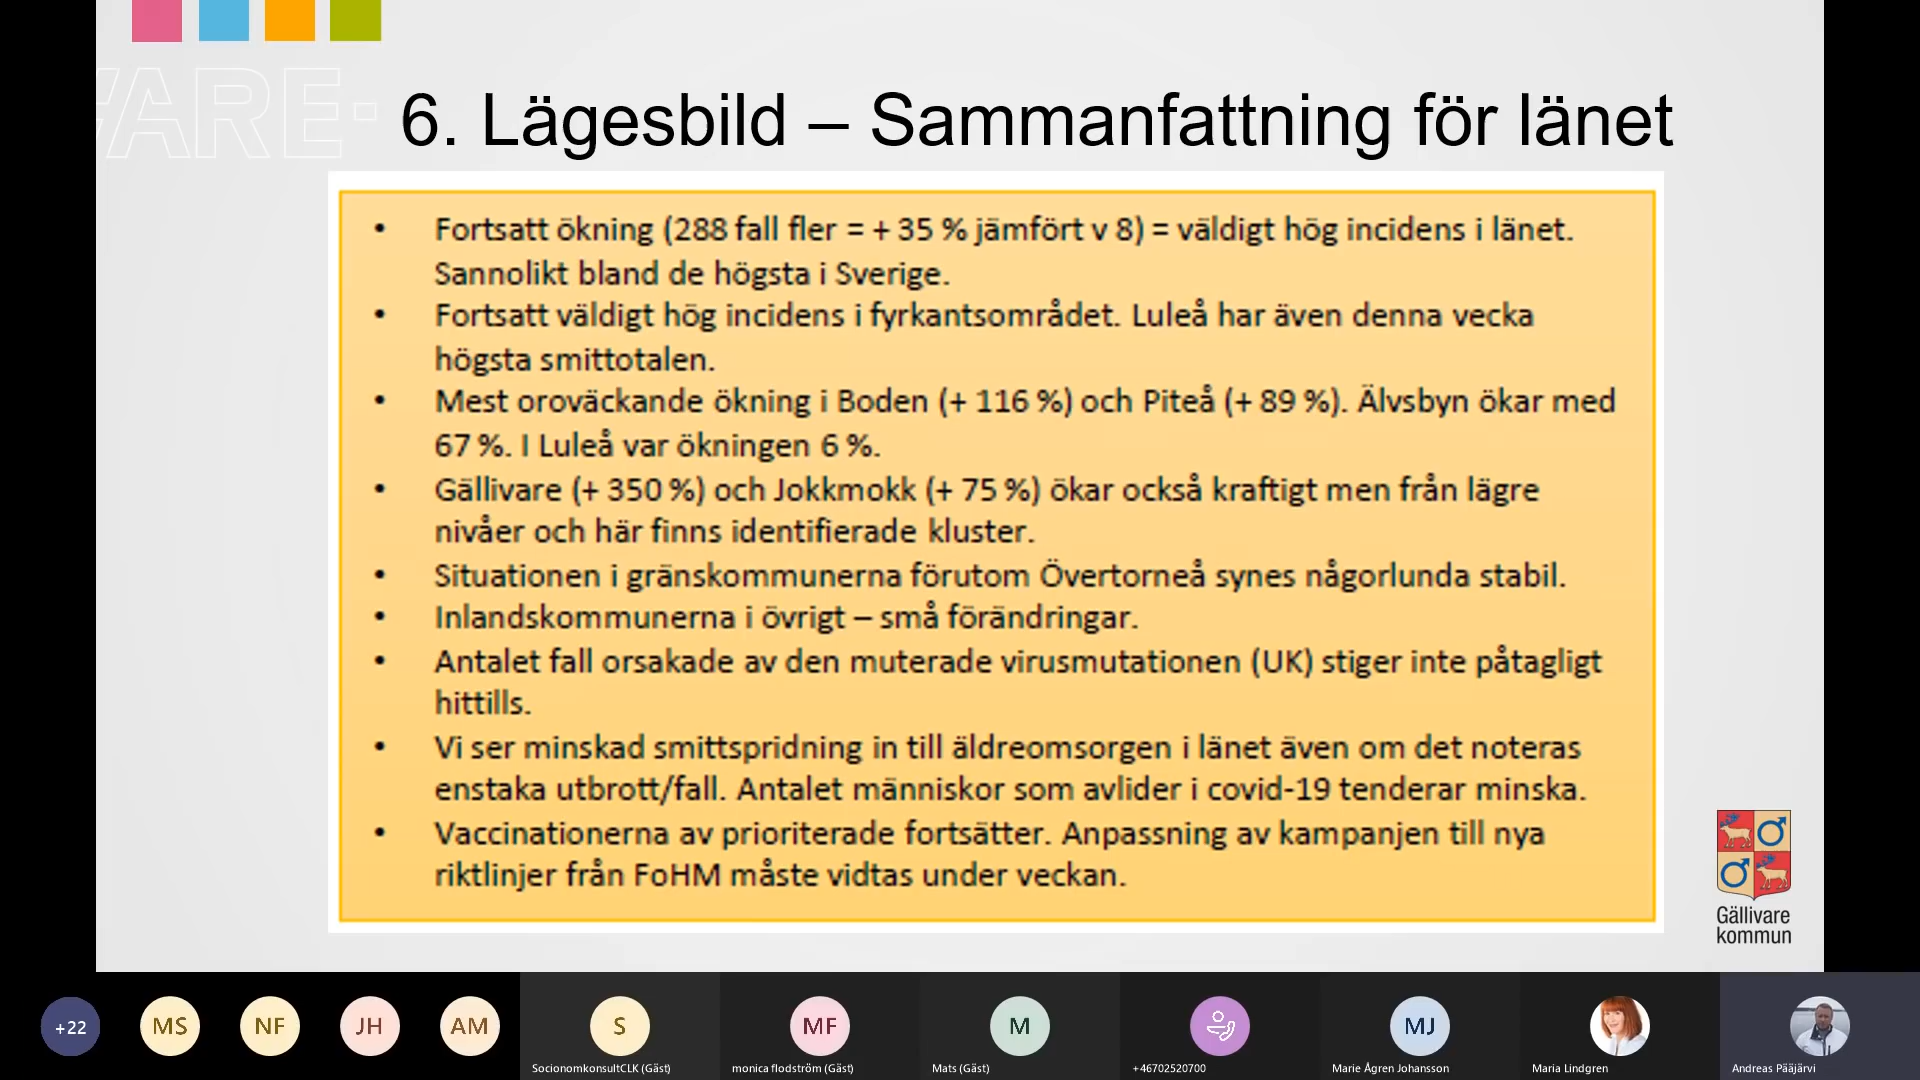 VARE
6. Lägesbild – Sammanfattning för länet
• Fortsatt ökning (288 fall fler = + 35 % jämfört v 8) = väldigt hög incidens i länet.
Sannolikt bland de högsta i Sverige.
• Fortsatt väldigt hög incidens i fyrkantsområdet. Luleå har även denna vecka
högsta smittotalen.
• Mest oroväckande ökning i Boden (+ 116 %) och Piteå (+ 89 %). Älvsbyn ökar med
67 %. I Luleå var ökningen 6 %.
• Gällivare (+ 350 %) och Jokkmokk (+ 75 %) ökar också kraftigt men från lägre
nivåer och här finns identifierade kluster.
• Situationen i gränskommunerna förutom Övertorneå synes någorlunda stabil.
• Inlandskommunerna i övrigt – små förändringar.
• Antalet fall orsakade av den muterade virusmutationen (UK) stiger inte påtagligt
hittills.
• Vi ser minskad smittspridning in till äldreomsorgen i länet även om det noteras
enstaka utbrott/fall. Antalet människor som avlider i covid-19 tenderar minska.
• Vaccinationerna av prioriterade fortsätter. Anpassning av kampanjen till nya
riktlinjer från FoHM måste vidtas under veckan.
Gällivare
kommun
+22
MS
NF
JH
AM
S
MF
M
MJ
SocionomkonsultCLK (Gäst)
monica flodström (Gäst)
Mats (Gäst)
+46702520700
Marie Ågren Johansson
Maria Lindgren
Andreas Pääjärvi